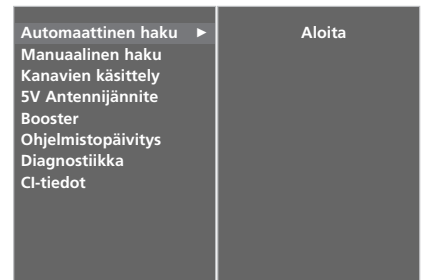 Automaattinen haku ►
Aloita
Manuaalinen haku
Kanavien käsittely
5V Antennijännite
Booster
Ohjelmistopäivitys
Diagnostiikka
CI-tiedot